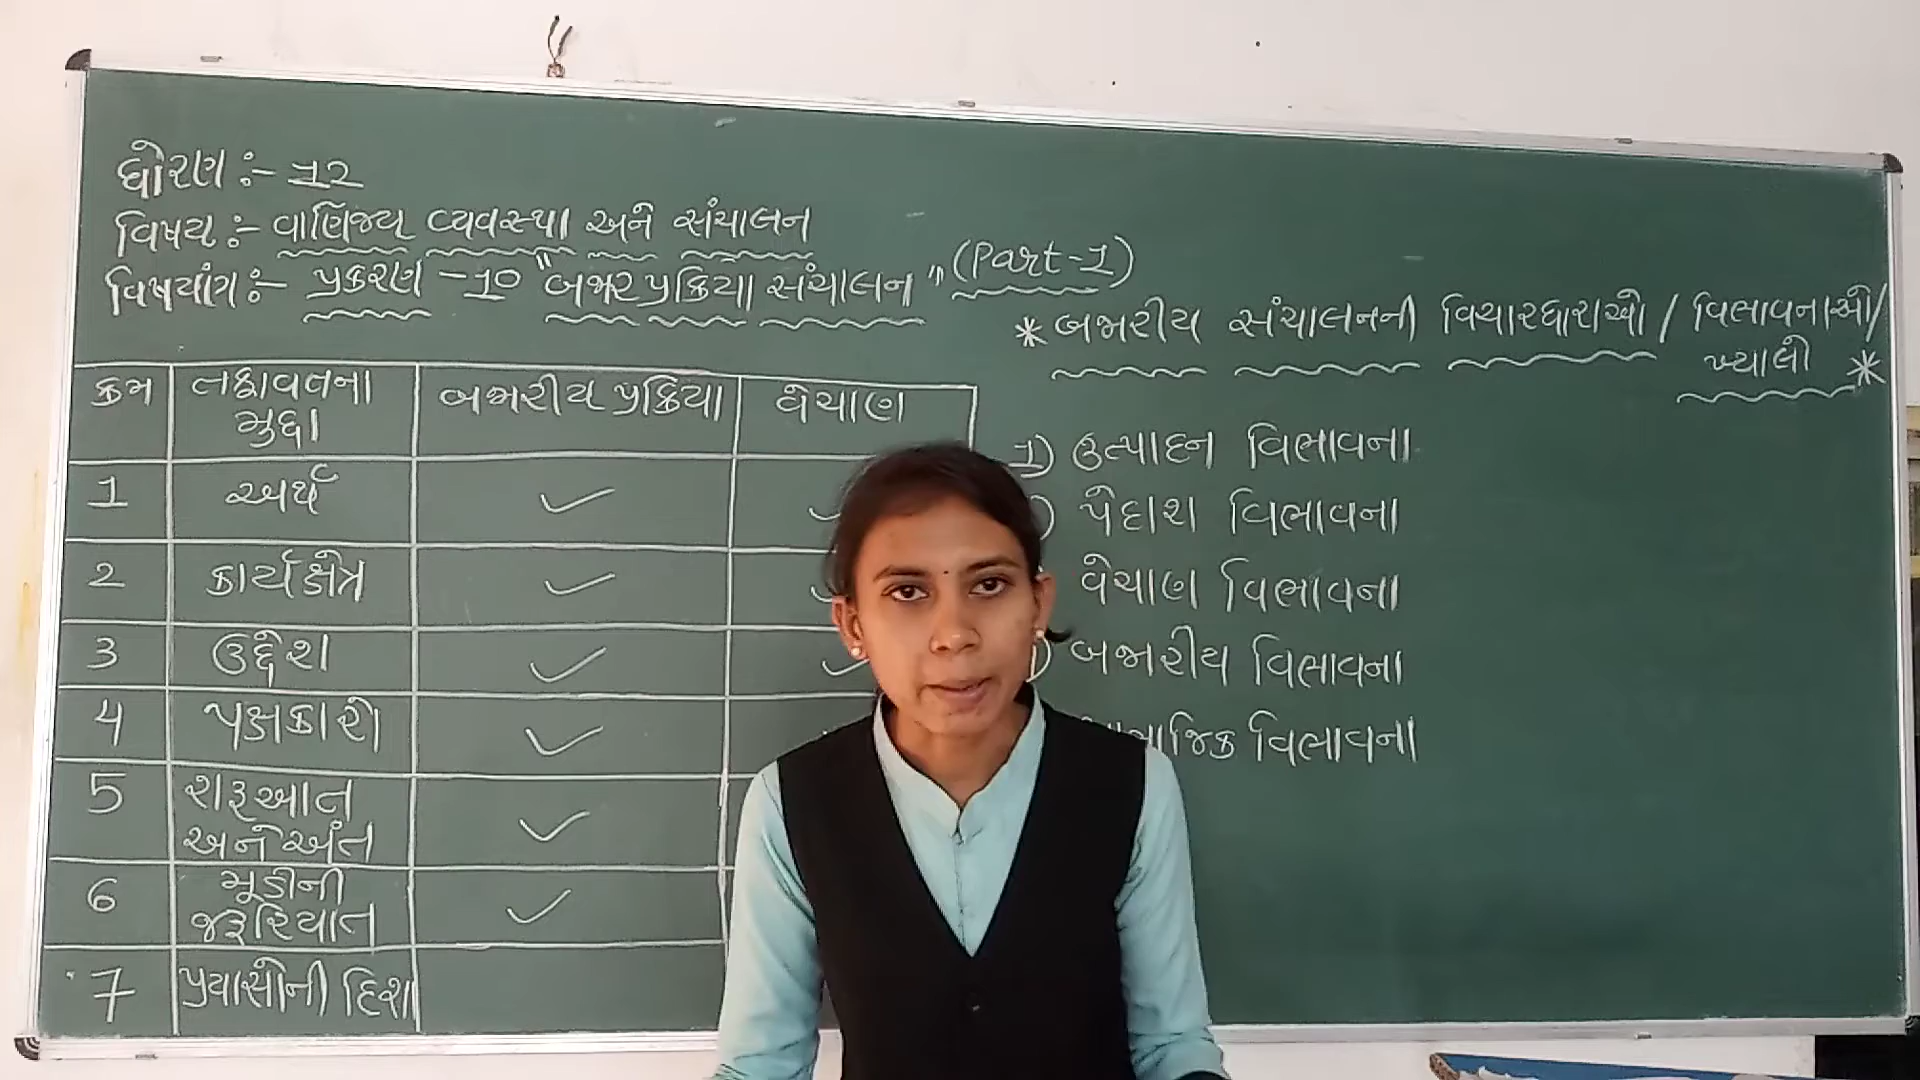 ધોરણ :- 12
વિષય :- વાણિજ્ય વ્યવસ્થા અને સંચાલન
વિષયાંગ :- પ્રકરણ - 10 "બજાર પ્રક્રિયા સંચાલન" (Part-1)
ક્રમ તફાવતના મુદ્દા બજારીય પ્રક્રિયા વેચાણ
1 અર્થ ✓ ✓
2 કાર્યક્ષેત્ર ✓ ✓
3 ઉદ્દેશ ✓ ✓
4 પક્ષકારો ✓
5 શરૂઆત અને અંત ✓
6 મૂડીની જરૂરિયાત ✓
7 પ્રયાસોની દિશા
* બજારીય સંચાલનની વિચારધારાઓ / વિભાવનાઓ/
ખ્યાલો *
1) ઉત્પાદન વિભાવના
) પેદાશ વિભાવના
વેચાણ વિભાવના
) બજારીય વિભાવના
વિભાવના